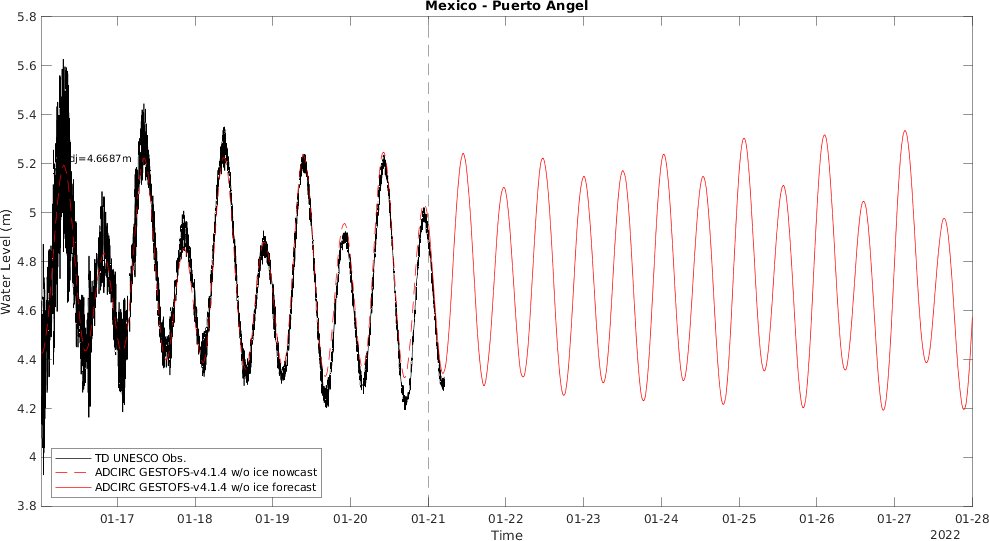 Mexico - Puerto Angel
5.8
5.6
5.4
5.2
5
4.8
4.6
4.4
4.2
4
3.8
Water Level (m)
dj=4.6687m
TD UNESCO Obs.
ADCIRC GESTOFS-v4.1.4 w/o ice nowcast
ADCIRC GESTOFS-v4.1.4 w/o ice forecast
01-17 01-18 01-19 01-20 01-21 01-22 01-23 01-24 01-25 01-26 01-27 01-28
Time
2022